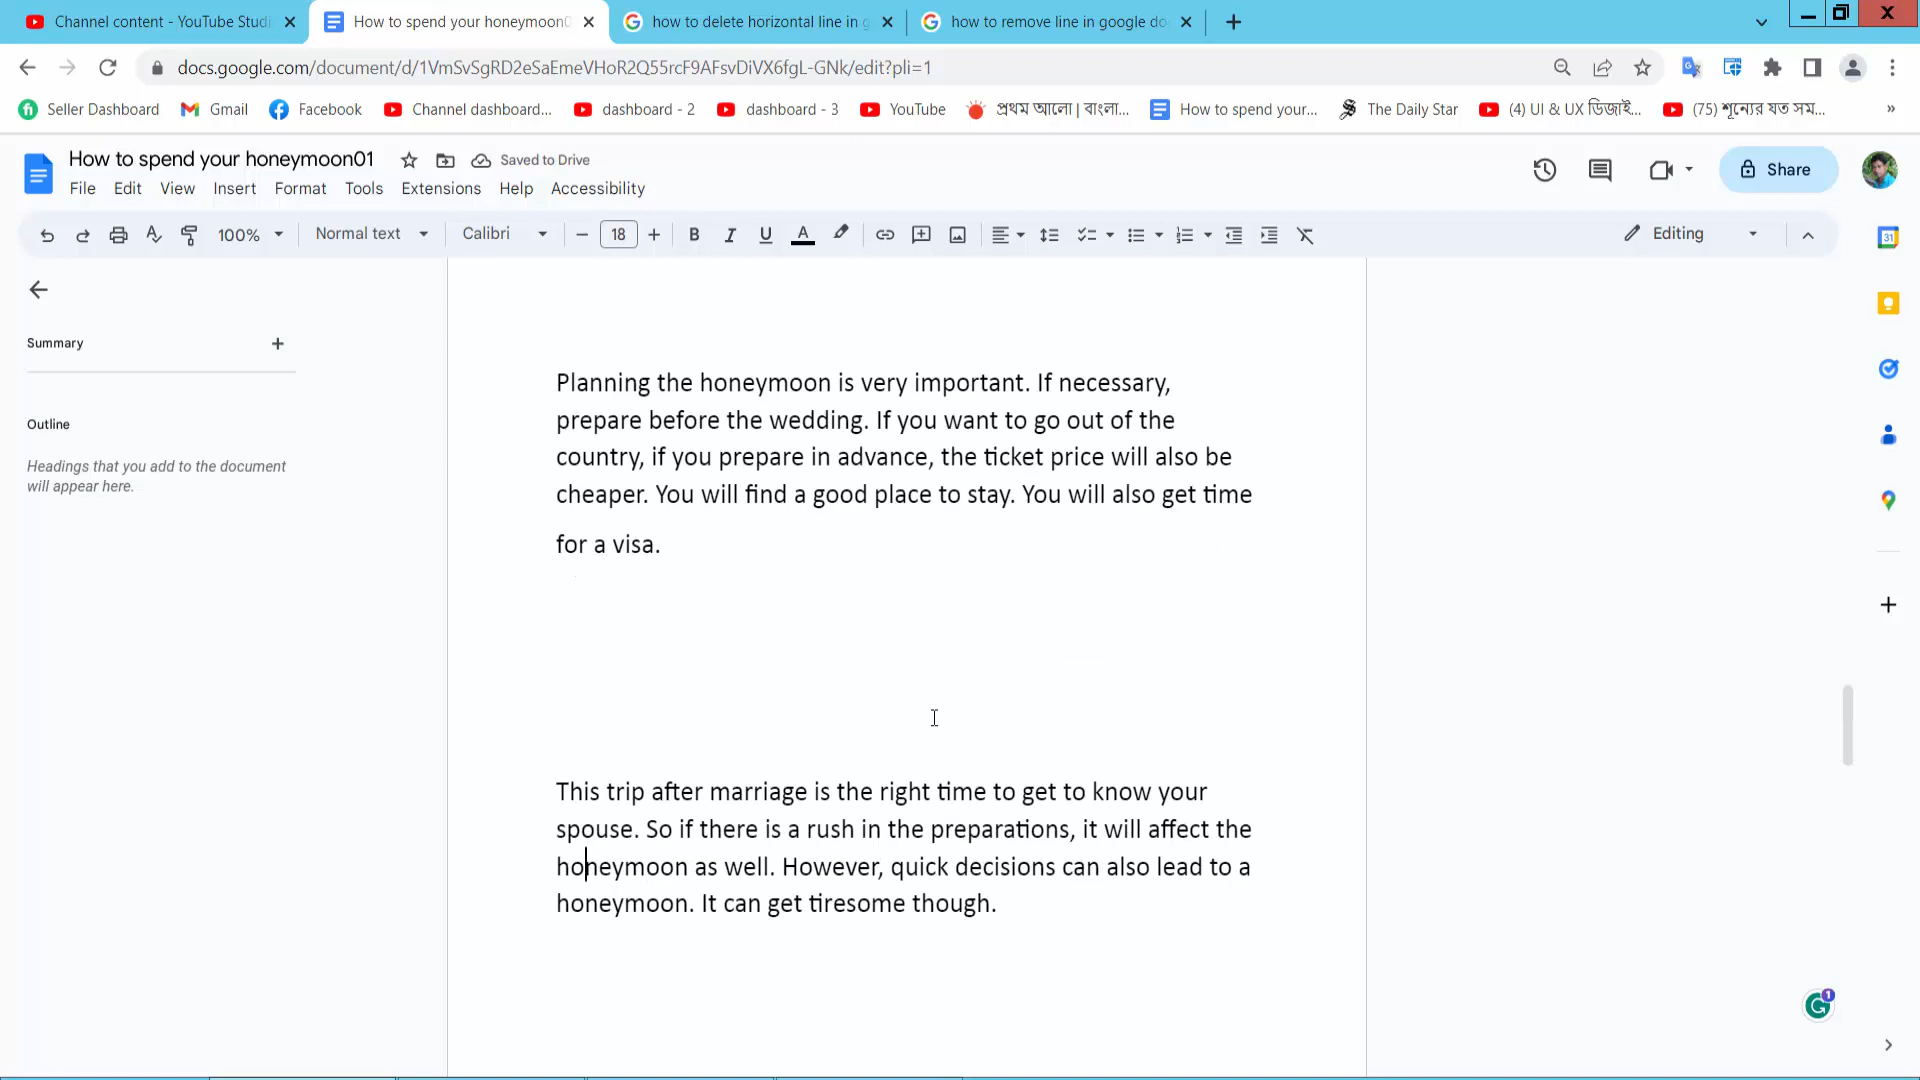 Channel content - YouTube Studi
How to spend your honeymoon0
how to delete horizontal line in g
how to remove line in google do
docs.google.com/document/d/1VmSvSgRD2eSaEmeVHoR2Q55rcF9AFsvDiVX6fgL-GNk/edit?pli=1
Seller Dashboard Gmail Facebook Channel dashboard... dashboard - 2 dashboard - 3 YouTube প্রথম আলো | বাংলা... How to spend your... The Daily Star (4) UI & UX ডিজাই... (75) শূন্যের যত সম... »
How to spend your honeymoon01 Saved to Drive
File Edit View Insert Format Tools Extensions Help Accessibility
Share
100% Normal text Calibri 18 B I U A Editing
31
Summary
Outline
Headings that you add to the document
will appear here.
Planning the honeymoon is very important. If necessary,
prepare before the wedding. If you want to go out of the
country, if you prepare in advance, the ticket price will also be
cheaper. You will find a good place to stay. You will also get time
for a visa.
This trip after marriage is the right time to get to know your
spouse. So if there is a rush in the preparations, it will affect the
honeymoon as well. However, quick decisions can also lead to a
honeymoon. It can get tiresome though.
1